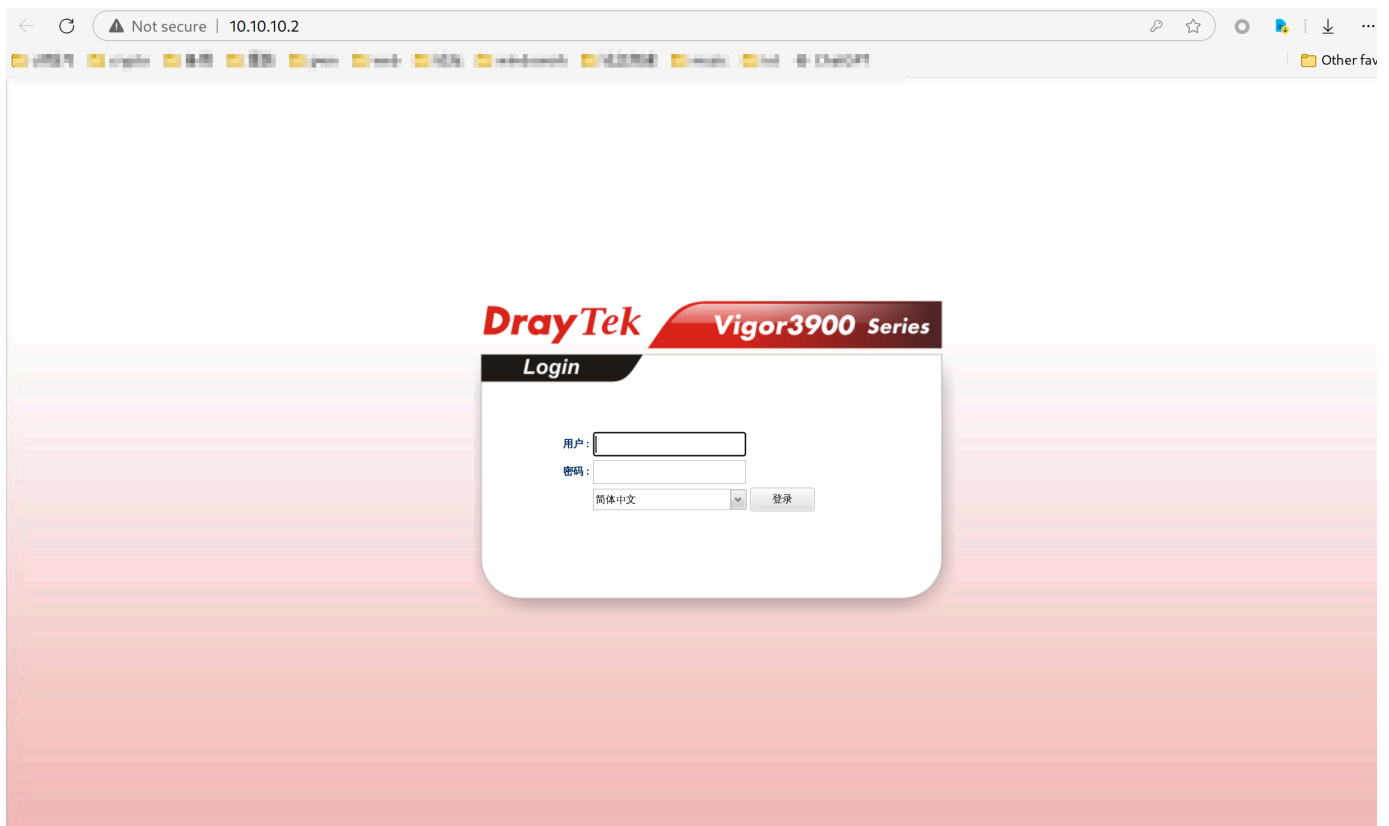 Not secure | 10.10.10.2
Other fav
DrayTek Vigor3900 Series
Login
用户 :
密码 :
简体中文 登录